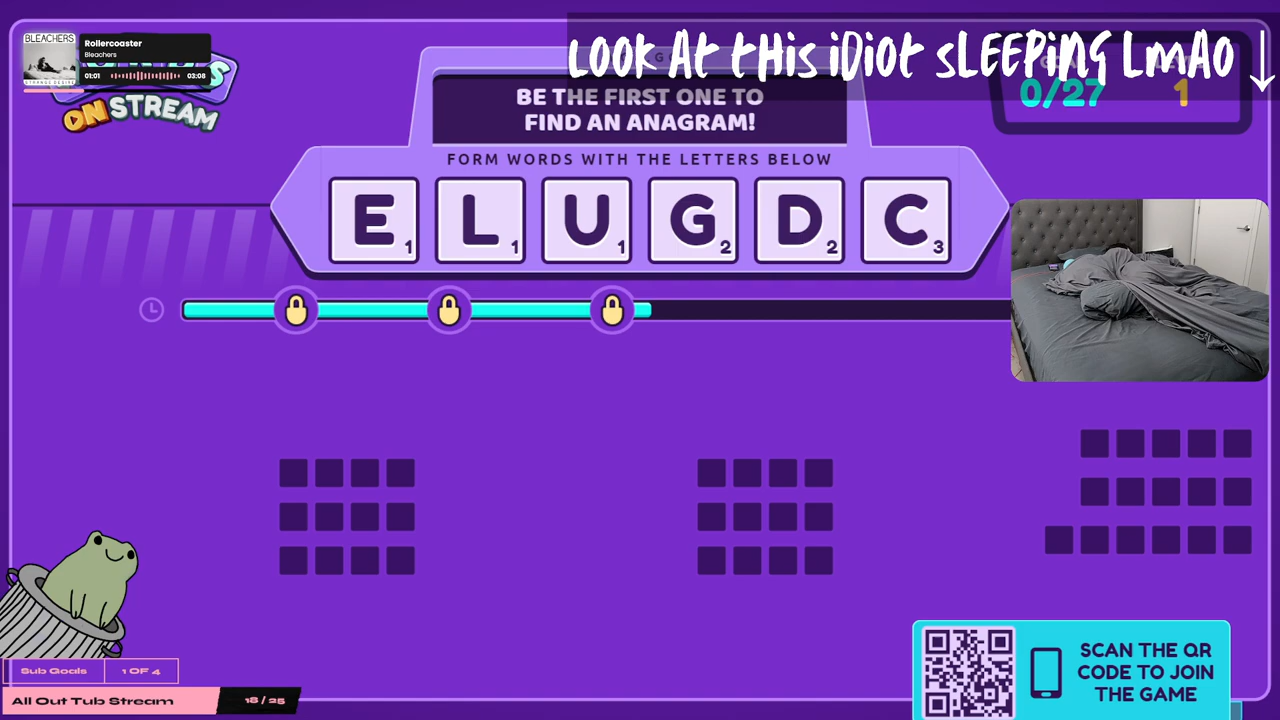 BLEACHERS
Rollercoaster
Bleachers
01:01
03:08
STRANGE DESIRE
ON STREAM
LOOK At tHis iDiOt sLEEPiNG LmAO
0/27
1
BE THE FIRST ONE TO
FIND AN ANAGRAM!
FORM WORDS WITH THE LETTERS BELOW
E1 L1 U1 G2 D2 C3
Sub Goals 1 OF 4
All Out Tub Stream 18 / 25
SCAN THE QR
CODE TO JOIN
THE GAME